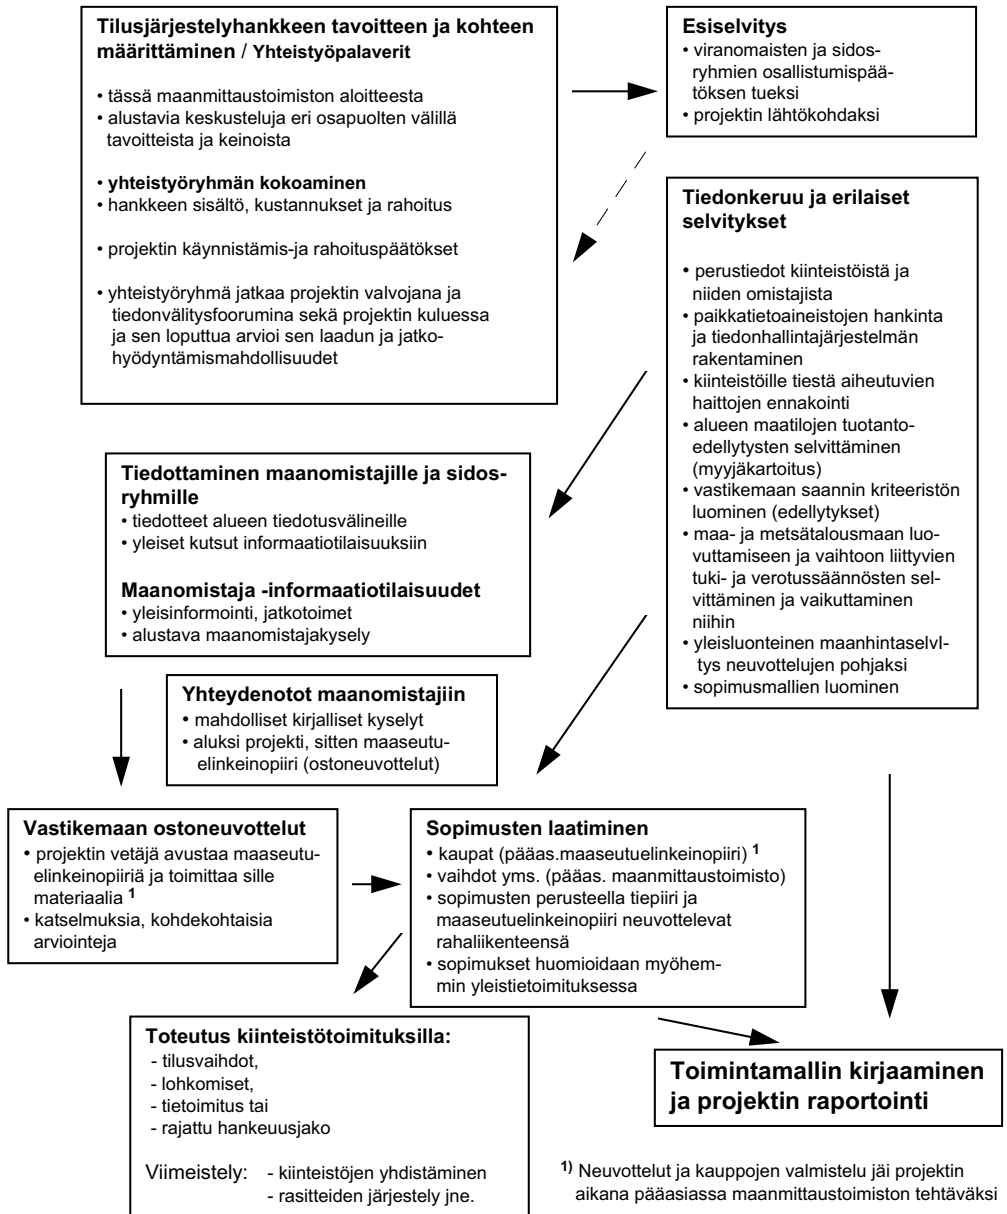 Tilusjärjestelyhankkeen tavoitteen ja kohteen
määrittäminen / Yhteistyöpalaverit
• tässä maanmittaustoimiston aloitteesta
• alustavia keskusteluja eri osapuolten välillä
tavoitteista ja keinoista
• yhteistyöryhmän kokoaminen
• hankkeen sisältö, kustannukset ja rahoitus
• projektin käynnistämis-ja rahoituspäätökset
• yhteistyöryhmä jatkaa projektin valvojana ja
tiedonvälitysfoorumina sekä projektin kuluessa
ja sen loputtua arvioi sen laadun ja jatko-
hyödyntämismahdollisuudet
Esiselvitys
• viranomaisten ja sidos-
ryhmien osallistumispää-
töksen tueksi
• projektin lähtökohdaksi
Tiedonkeruu ja erilaiset
selvitykset
• perustiedot kiinteistöistä ja
niiden omistajista
• paikkatietoaineistojen hankinta
ja tiedonhallintajärjestelmän
rakentaminen
• kiinteistöille tiestä aiheutuvien
haittojen ennakointi
• alueen maatilojen tuotanto-
edellytysten selvittäminen
(myyjäkartoitus)
• vastikemaan saannin kriteeristön
luominen (edellytykset)
• maa- ja metsätalousmaan luo-
vuttamiseen ja vaihtoon liittyvien
tuki- ja verotussäännösten sel-
vittäminen ja vaikuttaminen
niihin
• yleisluonteinen maanhintaselvI-
tys neuvottelujen pohjaksi
• sopimusmallien luominen
Tiedottaminen maanomistajille ja sidos-
ryhmille
• tiedotteet alueen tiedotusvälineille
• yleiset kutsut informaatiotilaisuuksiin
Maanomistaja -informaatiotilaisuudet
• yleisinformointi, jatkotoimet
• alustava maanomistajakysely
Yhteydenotot maanomistajiin
• mahdolliset kirjalliset kyselyt
• aluksi projekti, sitten maaseutu-
elinkeinopiiri (ostoneuvottelut)
Vastikemaan ostoneuvottelut
• projektin vetäjä avustaa maaseutu-
elinkeinopiiriä ja toimittaa sille
materiaalia 1
• katselmuksia, kohdekohtaisia
arviointeja
Sopimusten laatiminen
• kaupat (pääas.maaseutuelinkeinopiiri) 1
• vaihdot yms. (pääas. maanmittaustoimisto)
• sopimusten perusteella tiepiiri ja
maaseutuelinkeinopiiri neuvottelevat
rahaliikenteensä
• sopimukset huomioidaan myöhem-
min yleistietoimituksessa
Toteutus kiinteistötoimituksilla:
- tilusvaihdot,
- lohkomiset,
- tietoimitus tai
- rajattu hankeuusjako
Viimeistely: - kiinteistöjen yhdistäminen
- rasitteiden järjestely jne.
Toimintamallin kirjaaminen
ja projektin raportointi
1) Neuvottelut ja kauppojen valmistelu jäi projektin
aikana pääasiassa maanmittaustoimiston tehtäväksi